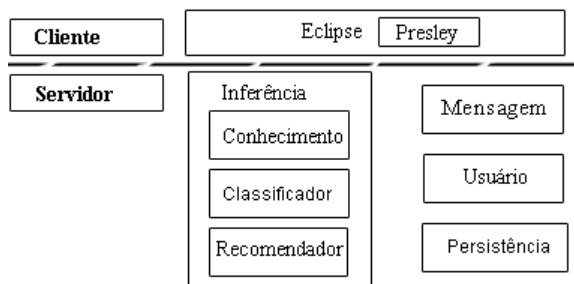 Cliente
Eclipse Presley
Servidor
Inferência
Conhecimento
Classificador
Recomendador
Mensagem
Usuário
Persistência